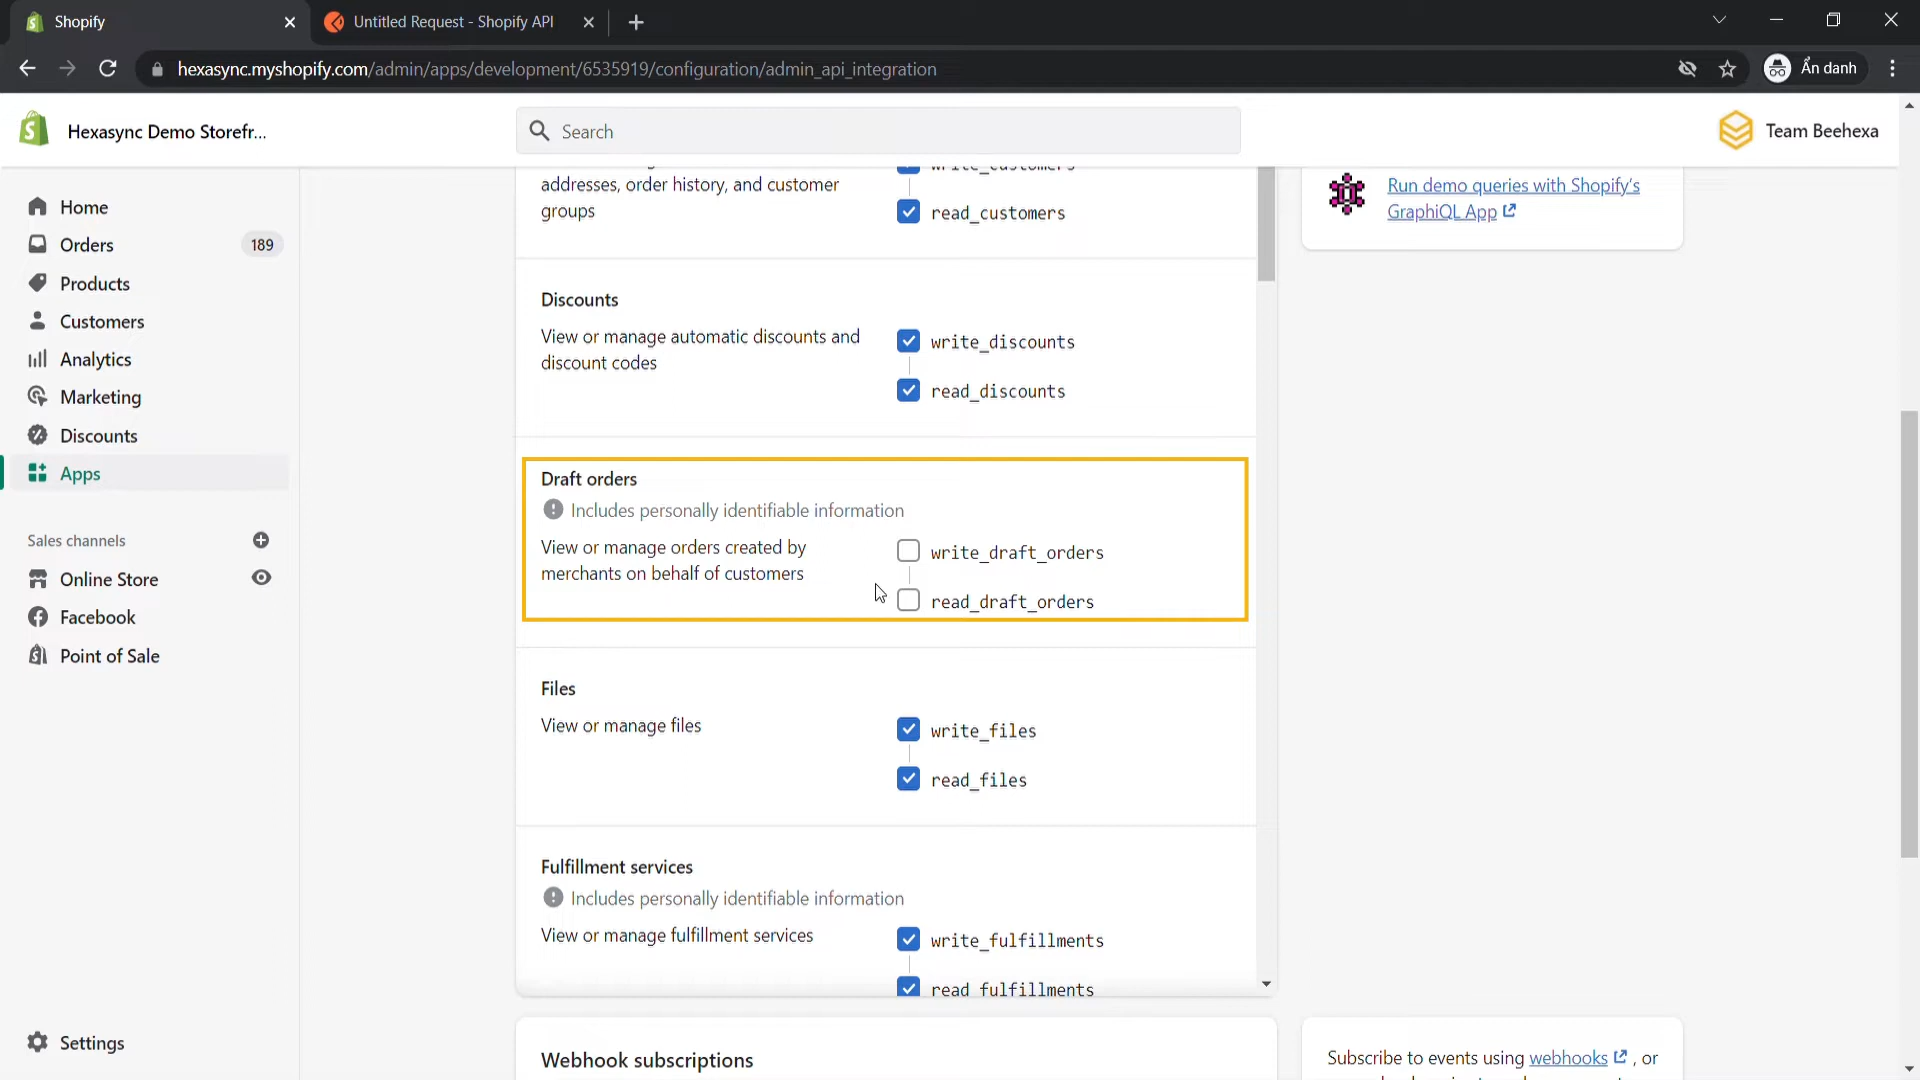 Shopify
Untitled Request - Shopify API
hexasync.myshopify.com/admin/apps/development/6535919/configuration/admin_api_integration
Ẩn danh
Hexasync Demo Storefr...
Search
Team Beehexa
Home
Orders
189
Products
Customers
Analytics
Marketing
Discounts
Apps
Sales channels
Online Store
Facebook
Point of Sale
Settings
write_customers
addresses, order history, and customer
groups
read_customers
Discounts
View or manage automatic discounts and
discount codes
write_discounts
read_discounts
Draft orders
Includes personally identifiable information
View or manage orders created by
merchants on behalf of customers
write_draft_orders
read_draft_orders
Files
View or manage files
write_files
read_files
Fulfillment services
Includes personally identifiable information
View or manage fulfillment services
write_fulfillments
read_fulfillments
Webhook subscriptions
Run demo queries with Shopify's
GraphiQL App
Subscribe to events using webhooks , or